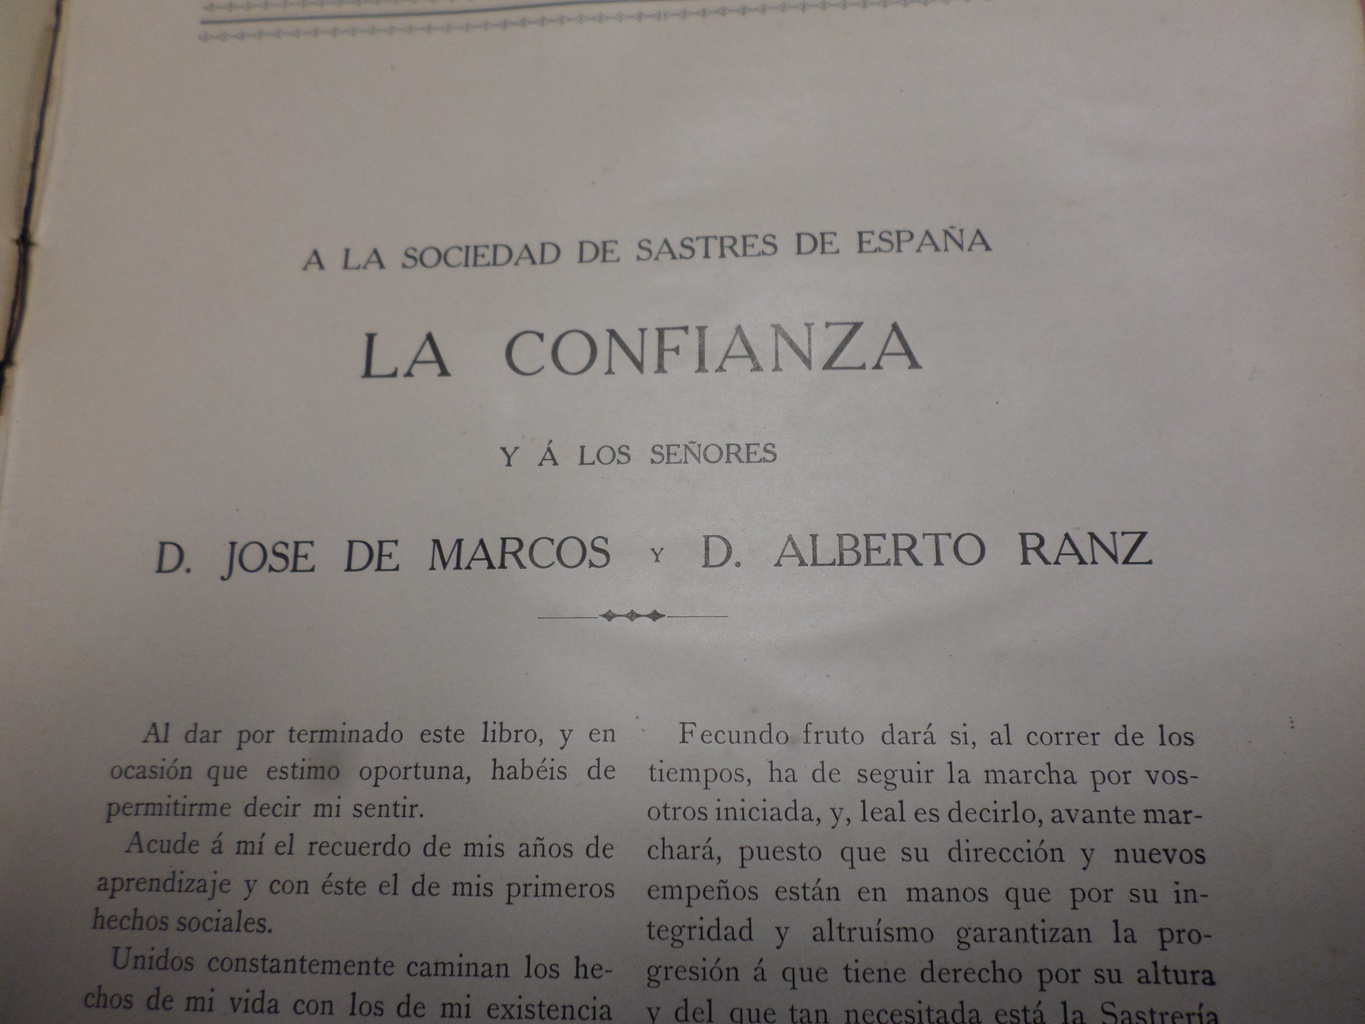 A LA SOCIEDAD DE SASTRES DE ESPAÑA
LA CONFIANZA
Y Á LOS SEÑORES
D. JOSE DE MARCOS Y D. ALBERTO RANZ
Al dar por terminado este libro, y en
ocasión que estimo oportuna, habéis de
permitirme decir mi sentir.
Acude á mí el recuerdo de mis años de
aprendizaje y con éste el de mis primeros
hechos sociales.
Unidos constantemente caminan los he-
chos de mi vida con los de mi existencia
Fecundo fruto dará si, al correr de los
tiempos, ha de seguir la marcha por vos-
otros iniciada, y, leal es decirlo, avante mar-
chará, puesto que su dirección y nuevos
empeños están en manos que por su in-
tegridad y altruísmo garantizan la pro-
gresión á que tiene derecho por su altura
y del que tan necesitada está la Sastrería